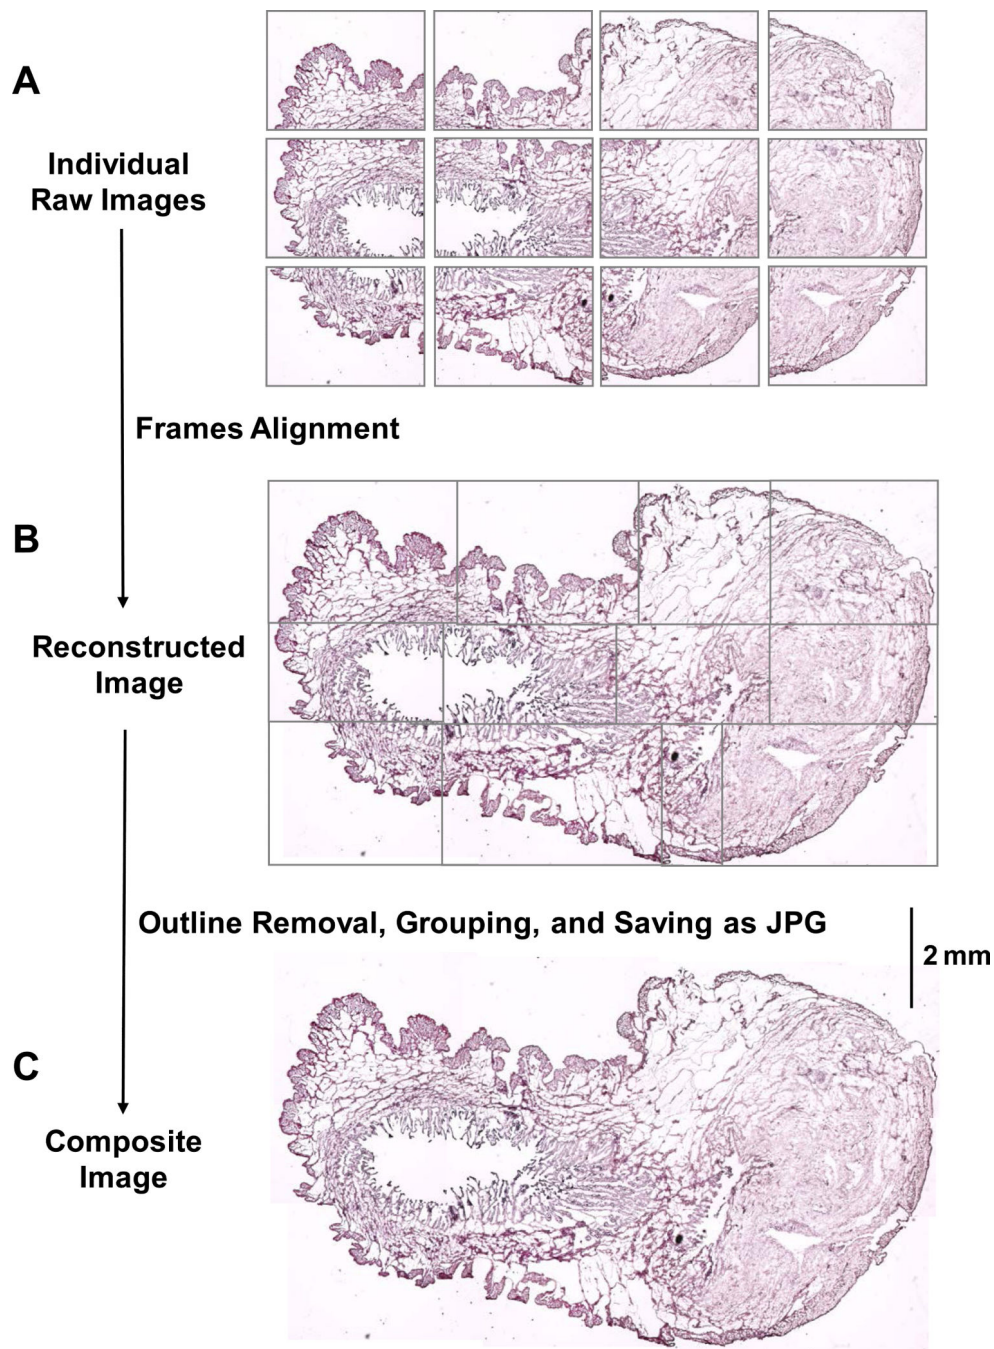 A
Individual
Raw Images
Frames Alignment
B
Reconstructed
Image
Outline Removal, Grouping, and Saving as JPG
2 mm
C
Composite
Image